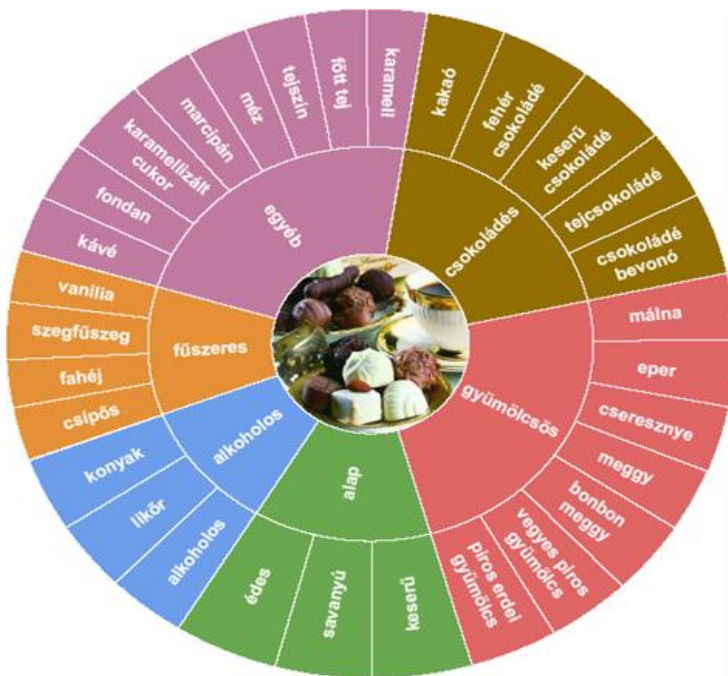 csokoládés
kakaó
fehér
csokoládé
keserű
csokoládé
tejcsokoládé
csokoládé
bevonó
gyümölcsös
málna
eper
cseresznye
meggy
bonbon
meggy
vegyes piros
gyümölcs
piros erdei
gyümölcs
alap
keserű
savanyú
édes
alkoholos
alkoholos
likőr
konyak
fűszeres
csípős
fahéj
szegfűszeg
vanilia
egyéb
kávé
fondan
karamellizált
cukor
marcipán
méz
tejszín
főtt tej
karamell